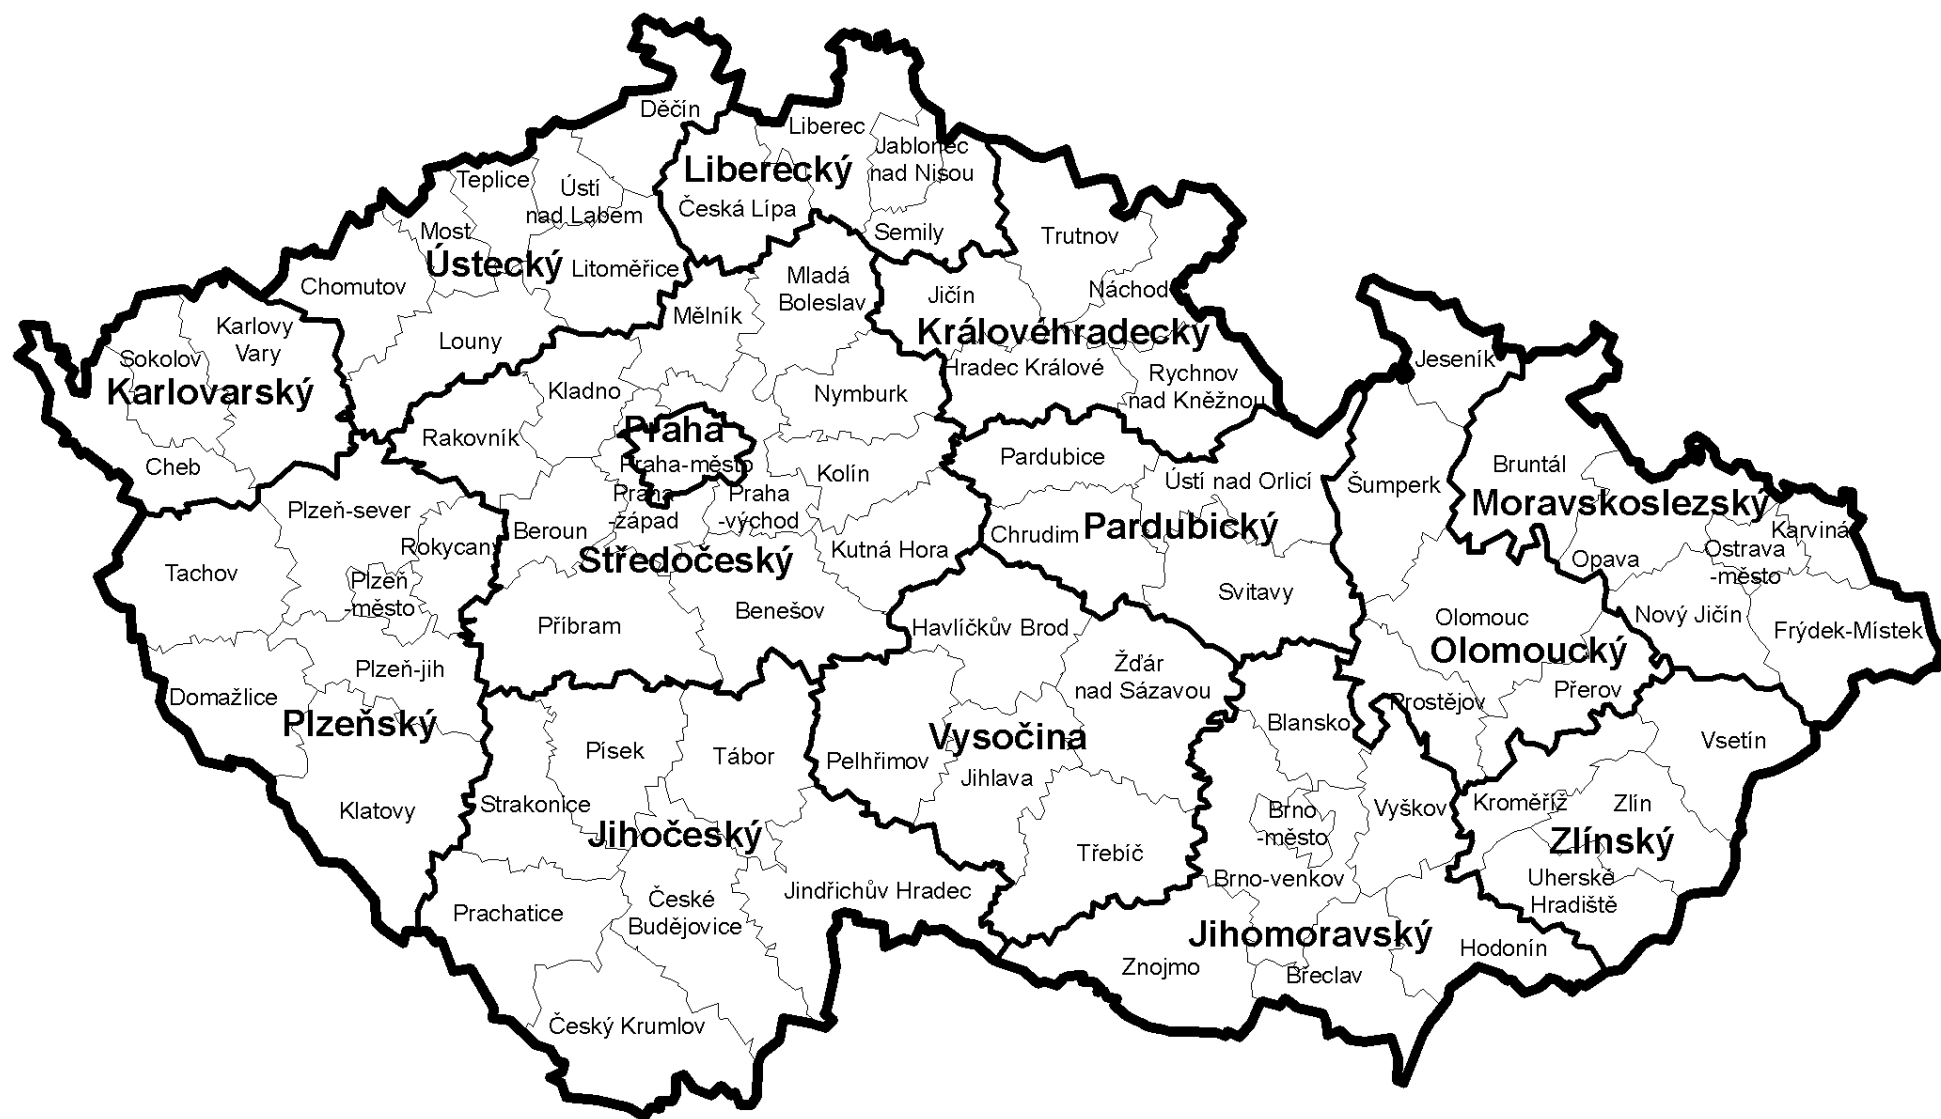 Děčín
Liberec
Jablonec
nad Nisou
Liberecký
Teplice
Ústí
nad Labem
Česká Lípa
Semily
Most
Trutnov
Ústecký
Litoměřice
Chomutov
Mladá
Boleslav
Jičín
Náchod
Mělník
Karlovy
Vary
Královéhradecký
Louny
Sokolov
Jeseník
Hradec Králové
Rychnov
nad Kněžnou
Karlovarský
Kladno
Nymburk
Praha
Rakovník
Praha-město
Pardubice
Cheb
Kolín
Bruntál
Ústí nad Orlicí
Šumperk
Praha
-západ
Praha
-východ
Moravskoslezský
Plzeň-sever
Beroun
Chrudim
Pardubický
Karviná
Rokycany
Kutná Hora
Ostrava
-město
Středočeský
Opava
Tachov
Plzeň
-město
Svitavy
Benešov
Olomouc
Nový Jičín
Příbram
Havlíčkův Brod
Frýdek-Místek
Olomoucký
Plzeň-jih
Žďár
nad Sázavou
Domažlice
Přerov
Prostějov
Plzeňský
Blansko
Vysočina
Vsetín
Písek
Tábor
Pelhřimov
Jihlava
Strakonice
Klatovy
Kroměříž
Zlín
Vyškov
Brno
-město
Jihočeský
Zlínský
Třebíč
Brno-venkov
Uherské
Hradiště
Jindřichův Hradec
České
Budějovice
Prachatice
Jihomoravský
Hodonín
Znojmo
Břeclav
Český Krumlov